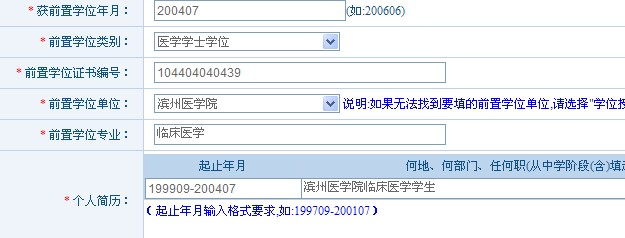 * 获前置学位年月： 200407 (如:200606)
* 前置学位类别： 医学学士学位
* 前置学位证书编号： 104404040439
* 前置学位单位： 滨州医学院 说明:如果无法找到要填的前置学位单位,请选择"学位授
* 前置学位专业： 临床医学
起止年月 何地、何部门、任何职(从中学阶段(含)填起
* 个人简历： 199909-200407 滨州医学院临床医学学生
( 起止年月输入格式要求,如:199709-200107 )